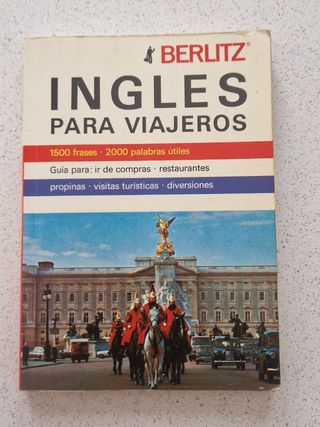 BERLITZ®
INGLES
PARA VIAJEROS
1500 frases · 2000 palabras útiles
Guía para: ir de compras · restaurantes
propinas · visitas turísticas · diversiones